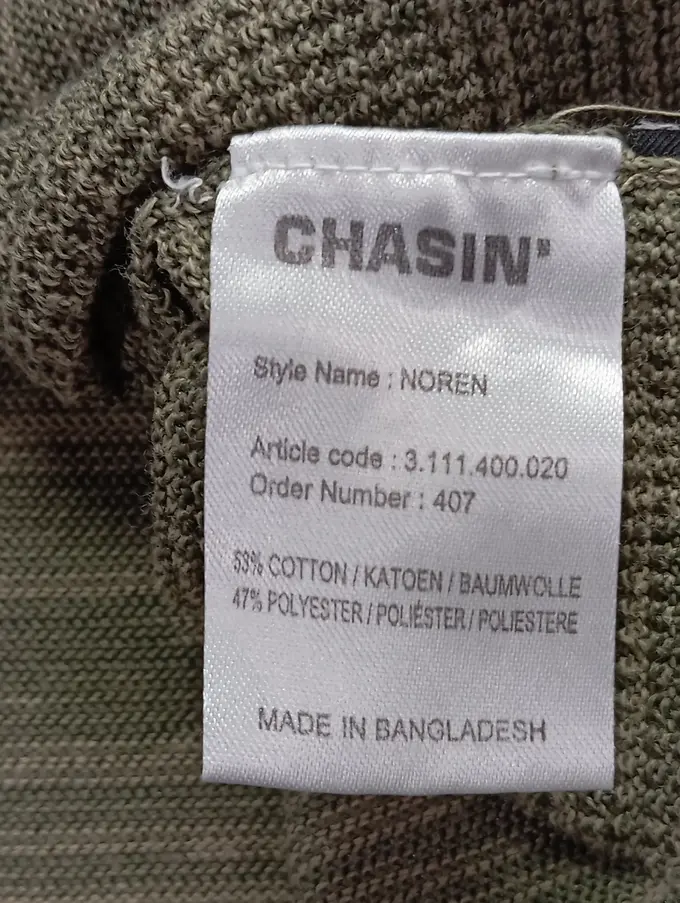 CHASIN'
Style Name : NOREN
Article code : 3.111.400.020
Order Number : 407
53% COTTON / KATOEN / BAUMWOLLE
47% POLYESTER / POLIÉSTER / POLIESTERE
MADE IN BANGLADESH